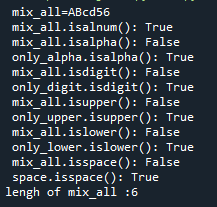 mix_all=ABcd56
mix_all.isalnum(): True
mix_all.isalpha(): False
only_alpha.isalpha(): True
mix_all.isdigit(): False
only_digit.isdigit(): True
mix_all.isupper(): False
only_upper.isupper(): True
mix_all.islower(): False
only_lower.islower(): True
mix_all.isspace(): False
space.isspace(): True
lengh of mix_all :6